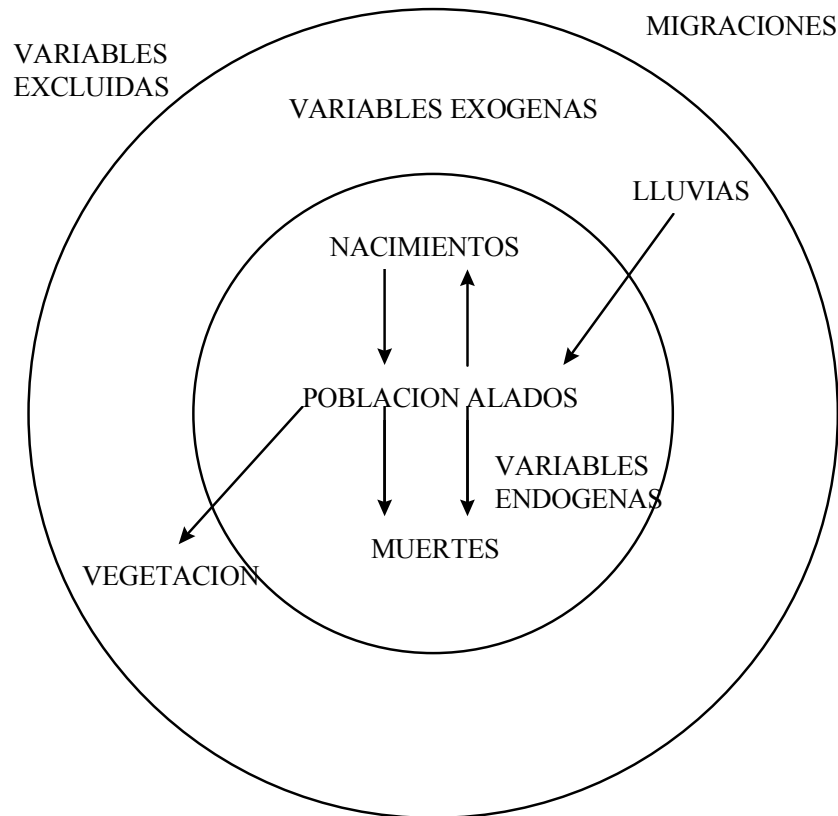 MIGRACIONES
VARIABLES
EXCLUIDAS
VARIABLES EXOGENAS
LLUVIAS
NACIMIENTOS
POBLACION ALADOS
VARIABLES
ENDOGENAS
MUERTES
VEGETACION